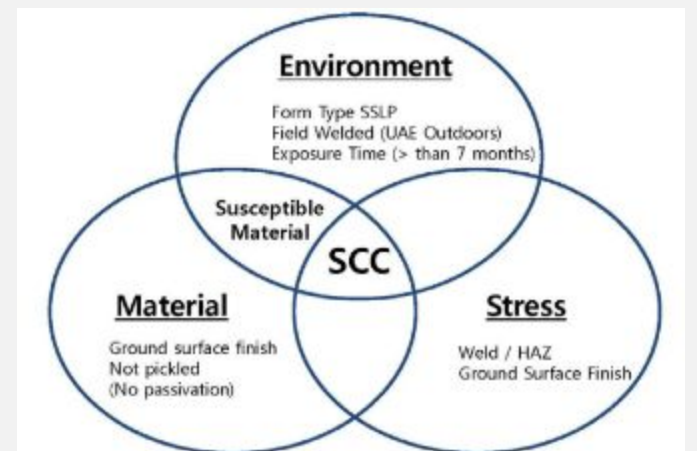 Environment
Form Type SSLP
Field Welded (UAE Outdoors)
Exposure Time (> than 7 months)
Susceptible
Material
SCC
Material
Ground surface finish
Not pickled
(No passivation)
Stress
Weld / HAZ
Ground Surface Finish